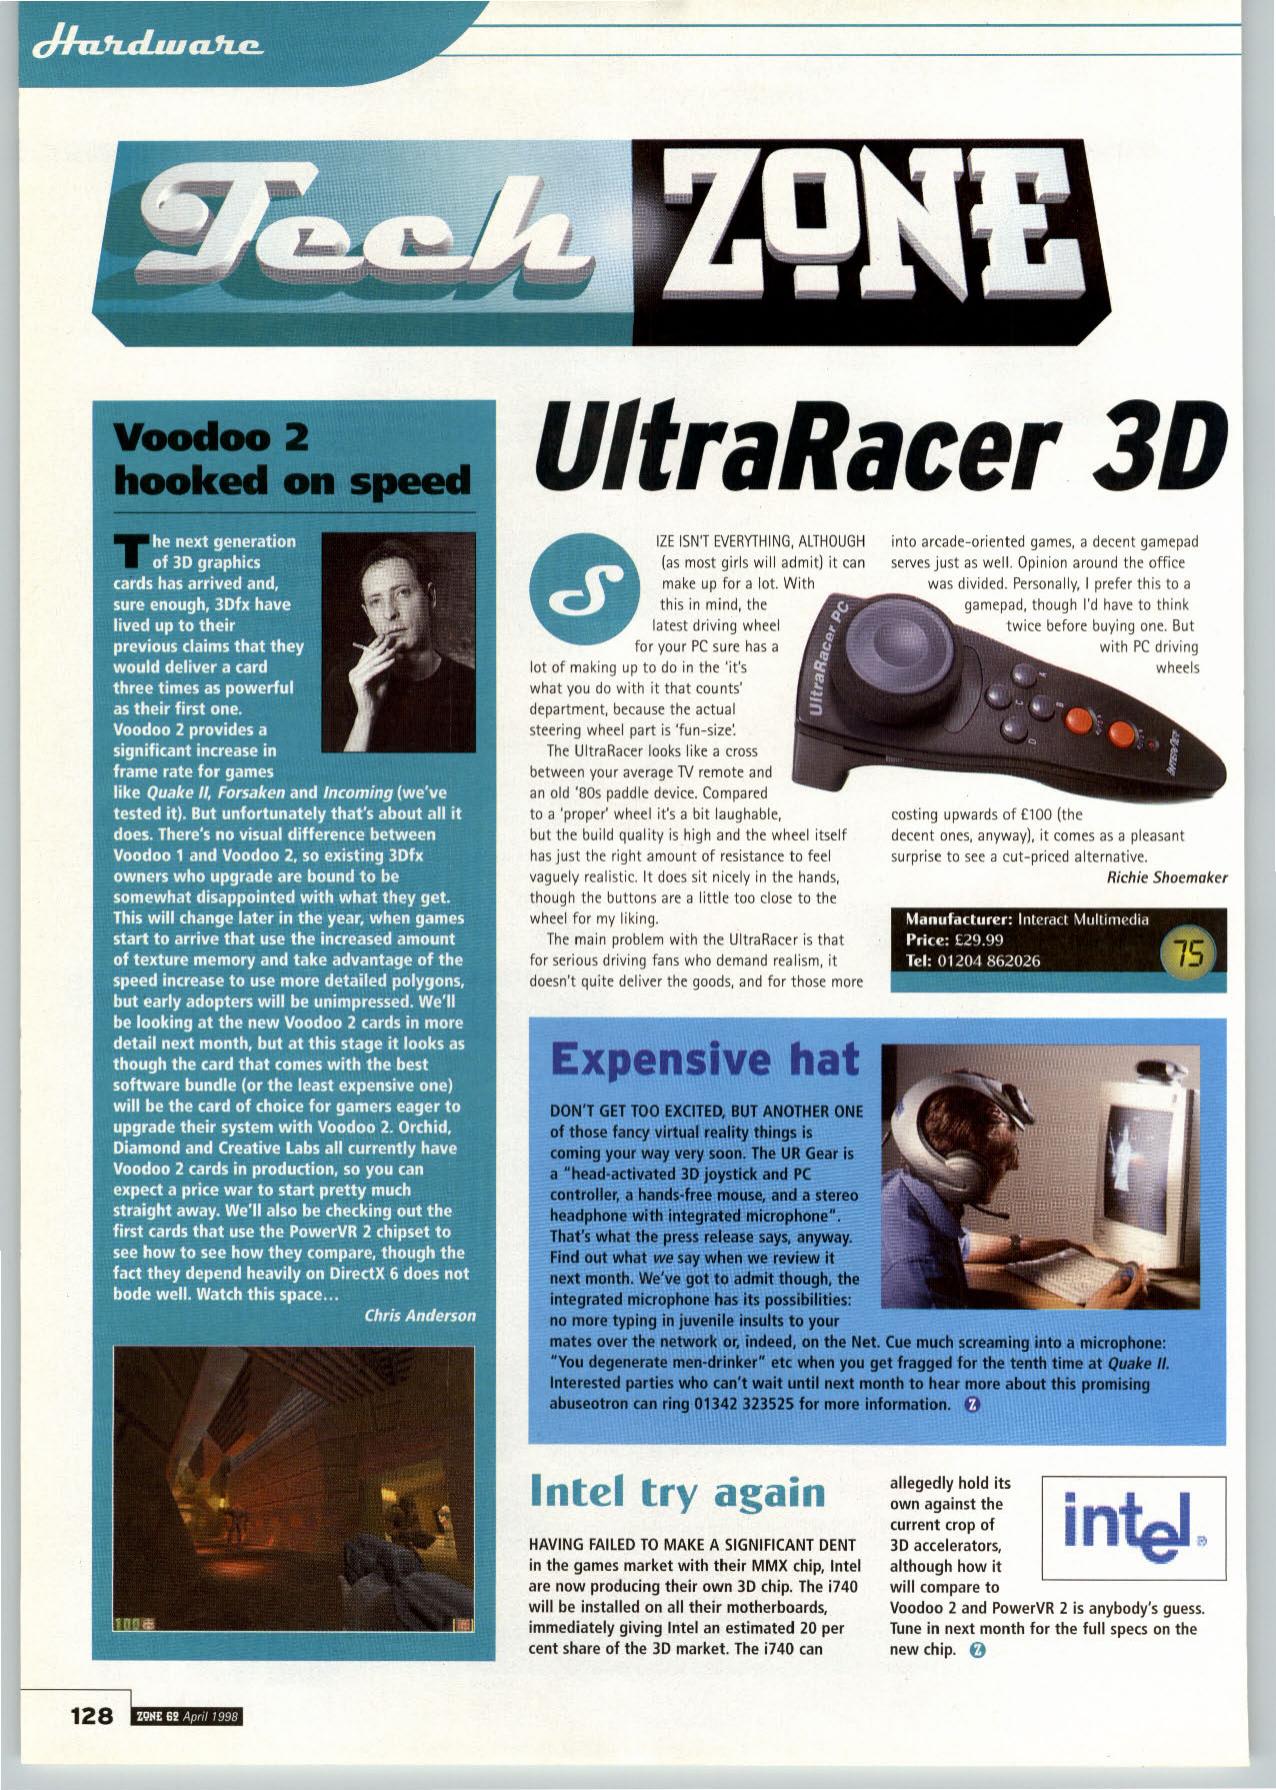 Hardware
Tech ZONE
Voodoo 2
hooked on speed
The next generation
of 3D graphics
cards has arrived and,
sure enough, 3Dfx have
lived up to their
previous claims that they
would deliver a card
three times as powerful
as their first one.
Voodoo 2 provides a
significant increase in
frame rate for games
like Quake II, Forsaken and Incoming (we've
tested it). But unfortunately that's about all it
does. There's no visual difference between
Voodoo 1 and Voodoo 2, so existing 3Dfx
owners who upgrade are bound to be
somewhat disappointed with what they get.
This will change later in the year, when games
start to arrive that use the increased amount
of texture memory and take advantage of the
speed increase to use more detailed polygons,
but early adopters will be unimpressed. We'll
be looking at the new Voodoo 2 cards in more
detail next month, but at this stage it looks as
though the card that comes with the best
software bundle (or the least expensive one)
will be the card of choice for gamers eager to
upgrade their system with Voodoo 2. Orchid,
Diamond and Creative Labs all currently have
Voodoo 2 cards in production, so you can
expect a price war to start pretty much
straight away. We'll also be checking out the
first cards that use the PowerVR 2 chipset to
see how to see how they compare, though the
fact they depend heavily on DirectX 6 does not
bode well. Watch this space...
Chris Anderson
100
UltraRacer 3D
SIZE ISN'T EVERYTHING, ALTHOUGH
(as most girls will admit) it can
make up for a lot. With
this in mind, the
latest driving wheel
for your PC sure has a
lot of making up to do in the 'it's
what you do with it that counts'
department, because the actual
steering wheel part is 'fun-size'.
The UltraRacer looks like a cross
between your average TV remote and
an old '80s paddle device. Compared
to a 'proper' wheel it's a bit laughable,
but the build quality is high and the wheel itself
has just the right amount of resistance to feel
vaguely realistic. It does sit nicely in the hands,
though the buttons are a little too close to the
wheel for my liking.
The main problem with the UltraRacer is that
for serious driving fans who demand realism, it
doesn't quite deliver the goods, and for those more
into arcade-oriented games, a decent gamepad
serves just as well. Opinion around the office
was divided. Personally, I prefer this to a
gamepad, though I'd have to think
twice before buying one. But
with PC driving
wheels
UltraRacer PC
A
B
C
D
InterAct
costing upwards of £100 (the
decent ones, anyway), it comes as a pleasant
surprise to see a cut-priced alternative.
Richie Shoemaker
Manufacturer: Interact Multimedia
Price: £29.99
Tel: 01204 862026
75
Expensive hat
DON'T GET TOO EXCITED, BUT ANOTHER ONE
of those fancy virtual reality things is
coming your way very soon. The UR Gear is
a "head-activated 3D joystick and PC
controller, a hands-free mouse, and a stereo
headphone with integrated microphone".
That's what the press release says, anyway.
Find out what we say when we review it
next month. We've got to admit though, the
integrated microphone has its possibilities:
no more typing in juvenile insults to your
mates over the network or, indeed, on the Net. Cue much screaming into a microphone:
"You degenerate men-drinker" etc when you get fragged for the tenth time at Quake II.
Interested parties who can't wait until next month to hear more about this promising
abuseotron can ring 01342 323525 for more information. Z
Intel try again
HAVING FAILED TO MAKE A SIGNIFICANT DENT
in the games market with their MMX chip, Intel
are now producing their own 3D chip. The i740
will be installed on all their motherboards,
immediately giving Intel an estimated 20 per
cent share of the 3D market. The i740 can
allegedly hold its
own against the
current crop of
3D accelerators,
although how it
will compare to
Voodoo 2 and PowerVR 2 is anybody's guess.
Tune in next month for the full specs on the
new chip. Z
intel®
128 ZONE 62 April 1998